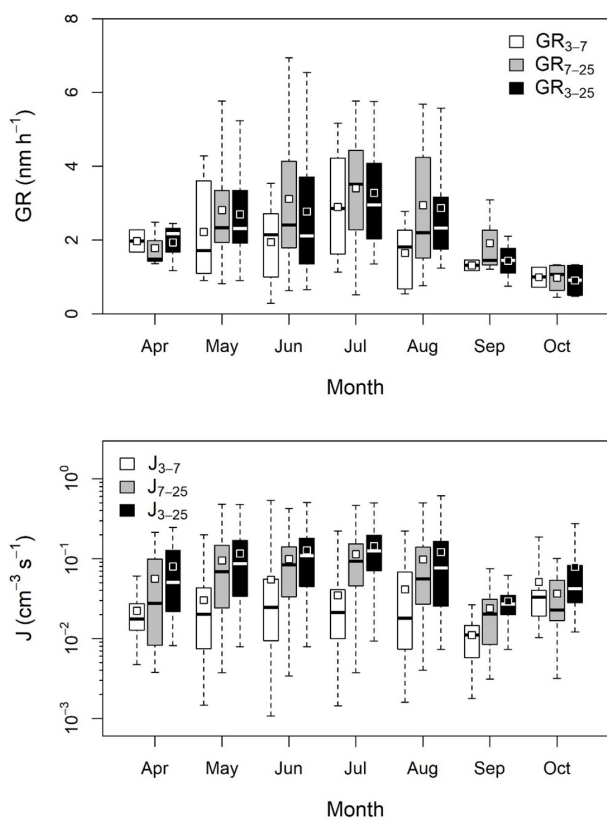 8
6
4
2
0
GR (nm h⁻¹)
GR₃₋₇
GR₇₋₂₅
GR₃₋₂₅
Apr May Jun Jul Aug Sep Oct
Month
10⁰
10⁻¹
10⁻²
10⁻³
J (cm⁻³ s⁻¹)
J₃₋₇
J₇₋₂₅
J₃₋₂₅
Apr May Jun Jul Aug Sep Oct
Month